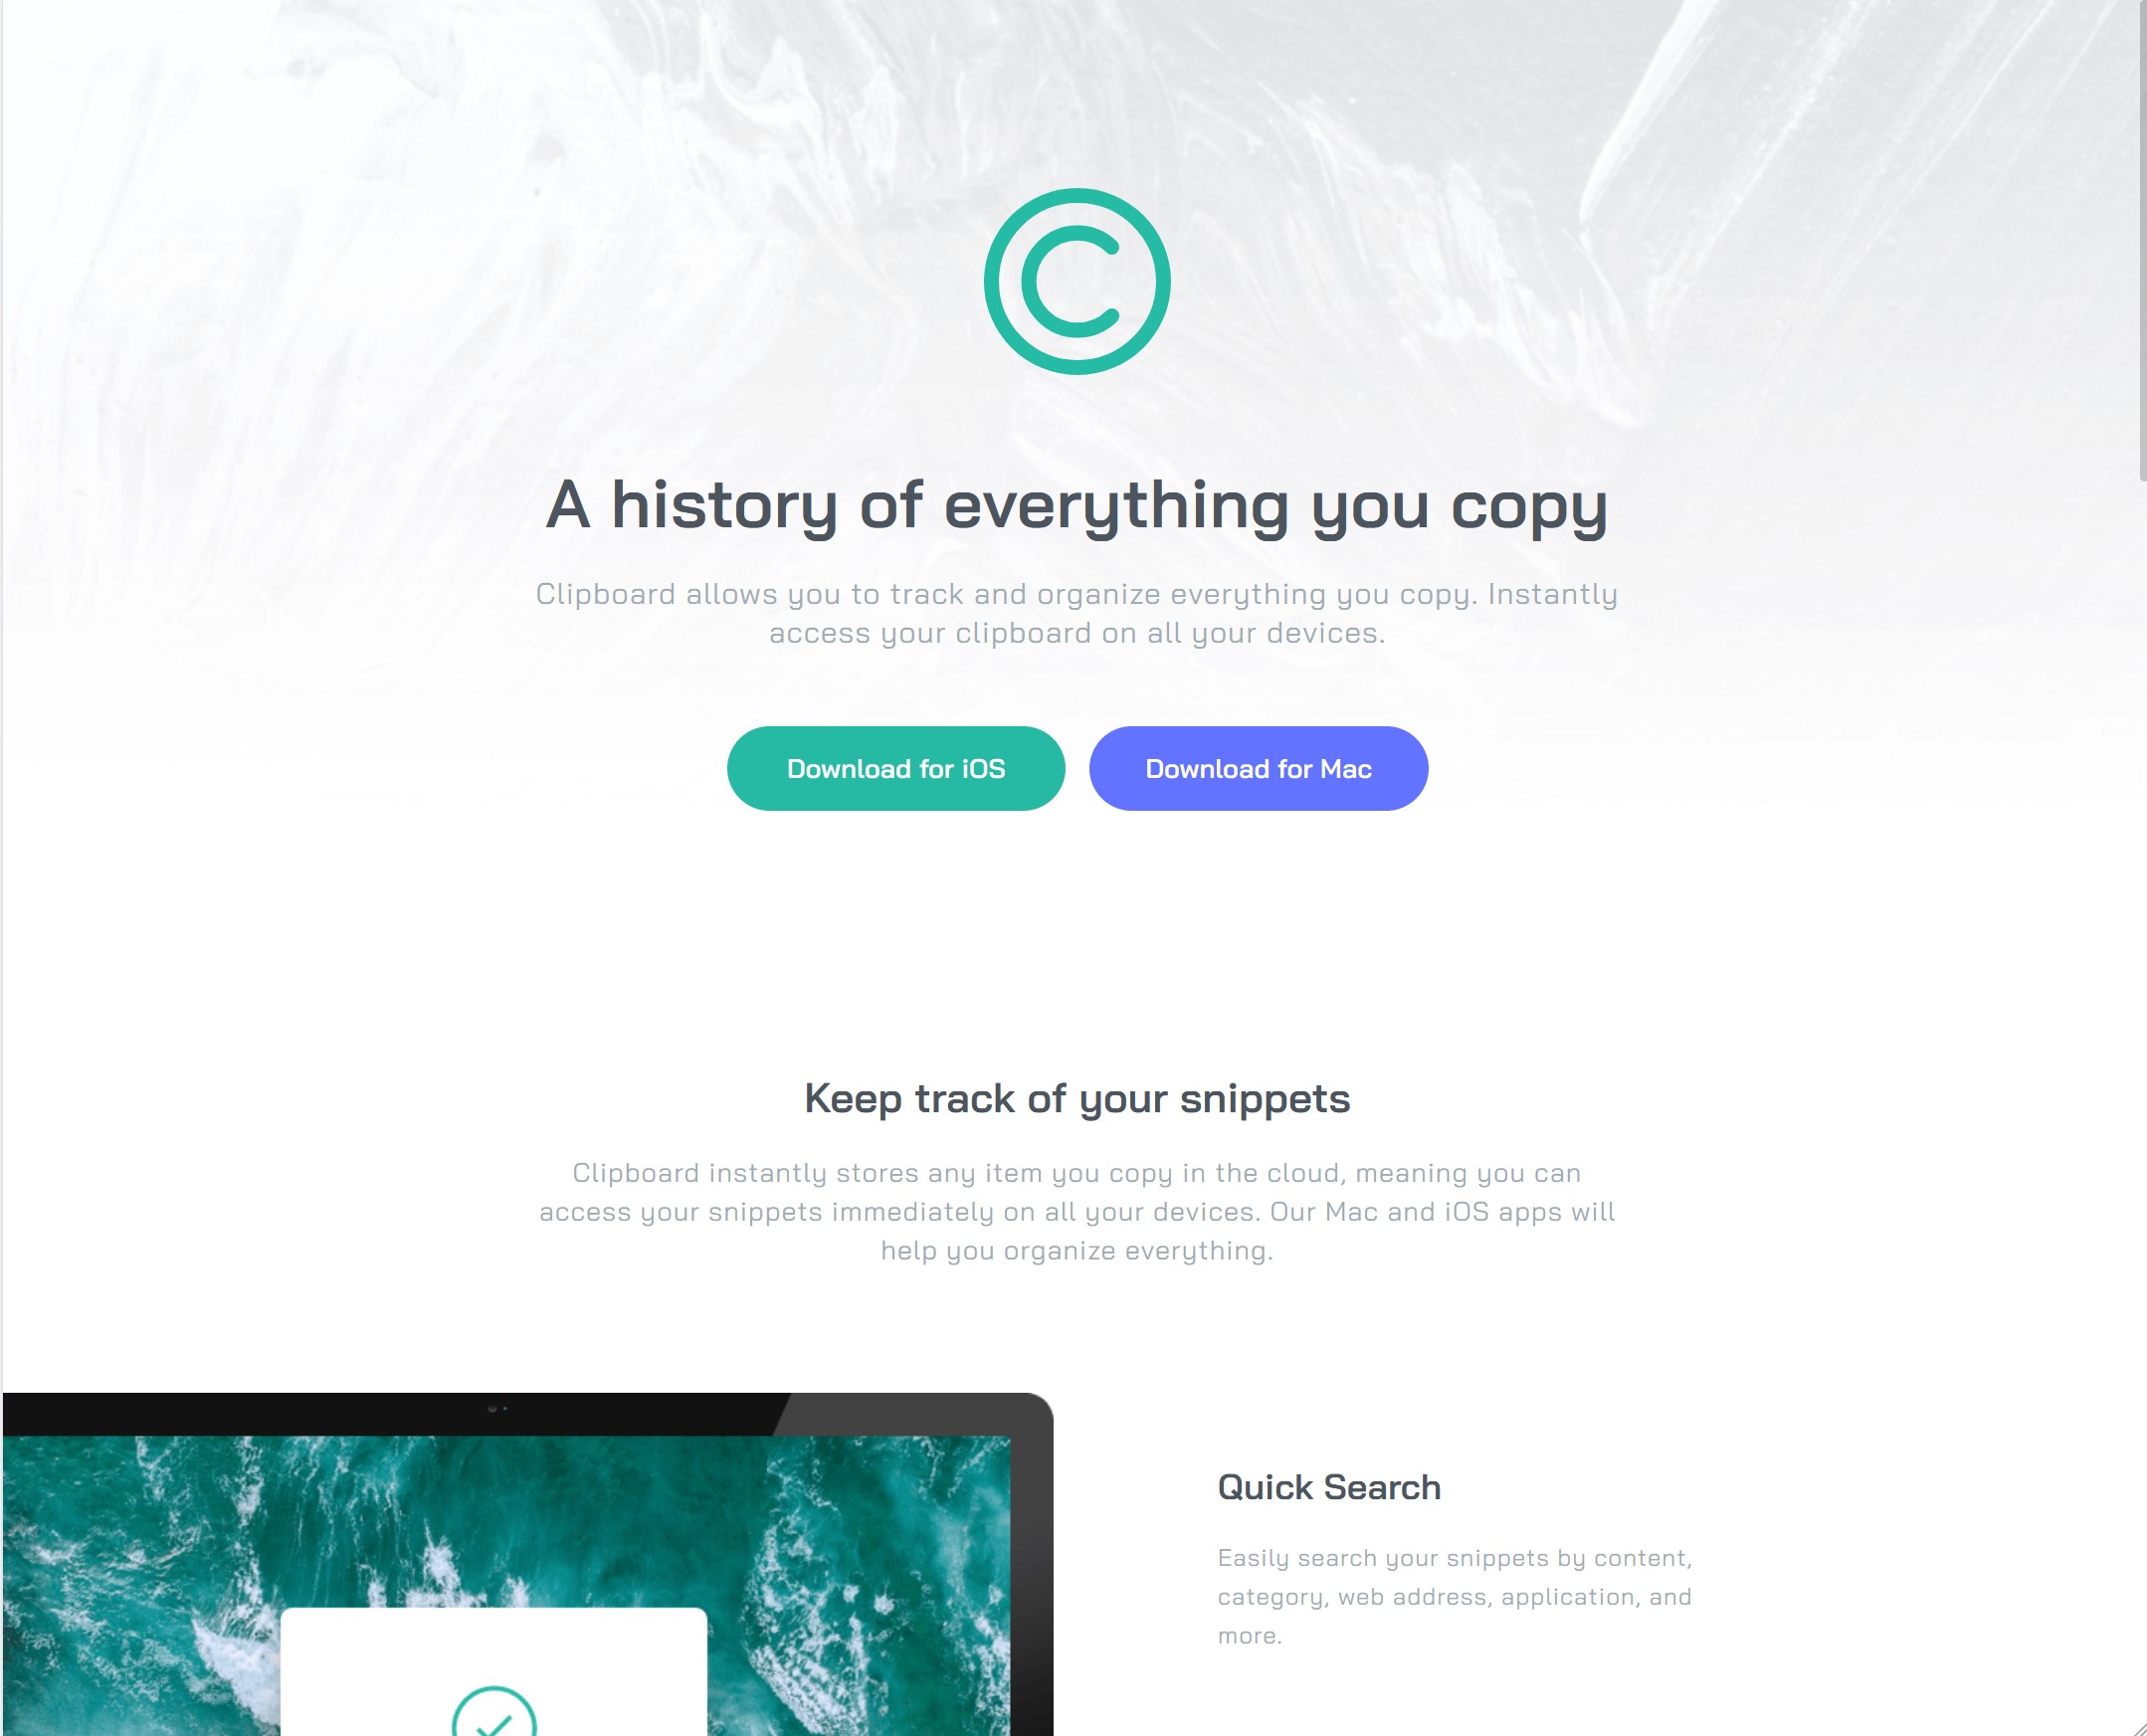 C
A history of everything you copy
Clipboard allows you to track and organize everything you copy. Instantly
access your clipboard on all your devices.
Download for iOS
Download for Mac
Keep track of your snippets
Clipboard instantly stores any item you copy in the cloud, meaning you can
access your snippets immediately on all your devices. Our Mac and iOS apps will
help you organize everything.
Quick Search
Easily search your snippets by content,
category, web address, application, and
more.